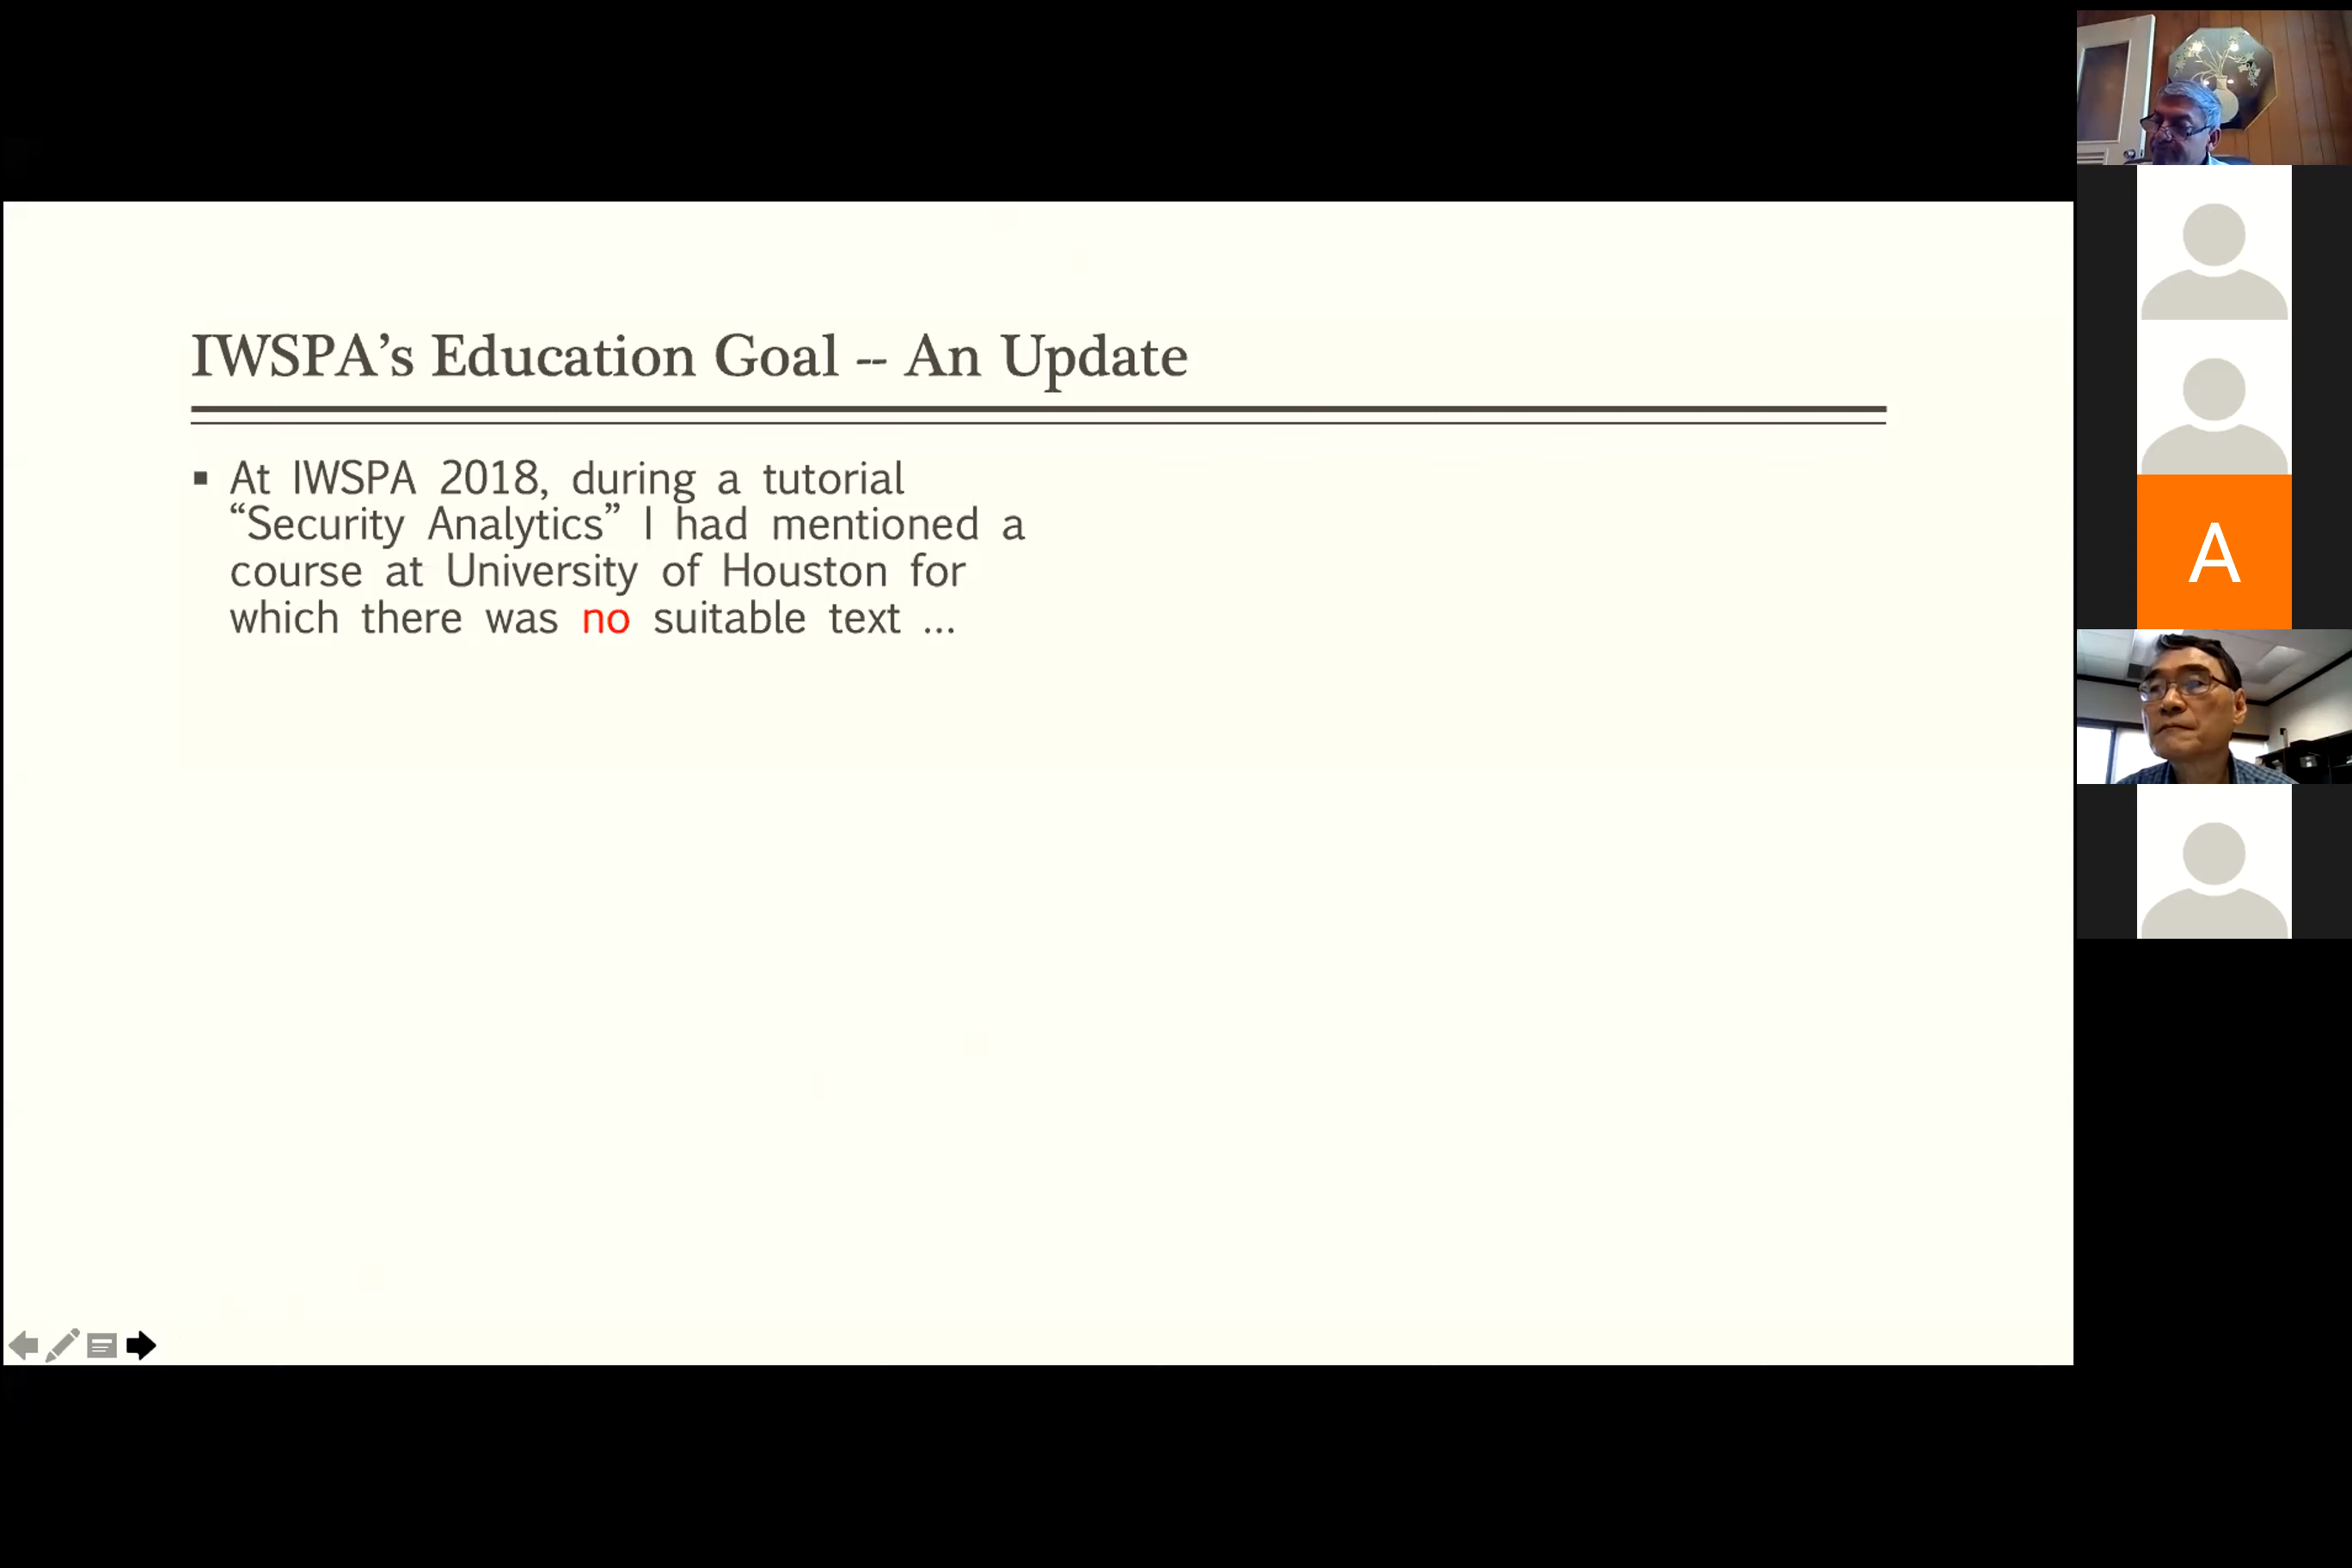 IWSPA’s Education Goal -- An Update
▪ At IWSPA 2018, during a tutorial
“Security Analytics” I had mentioned a
course at University of Houston for
which there was no suitable text ...
A